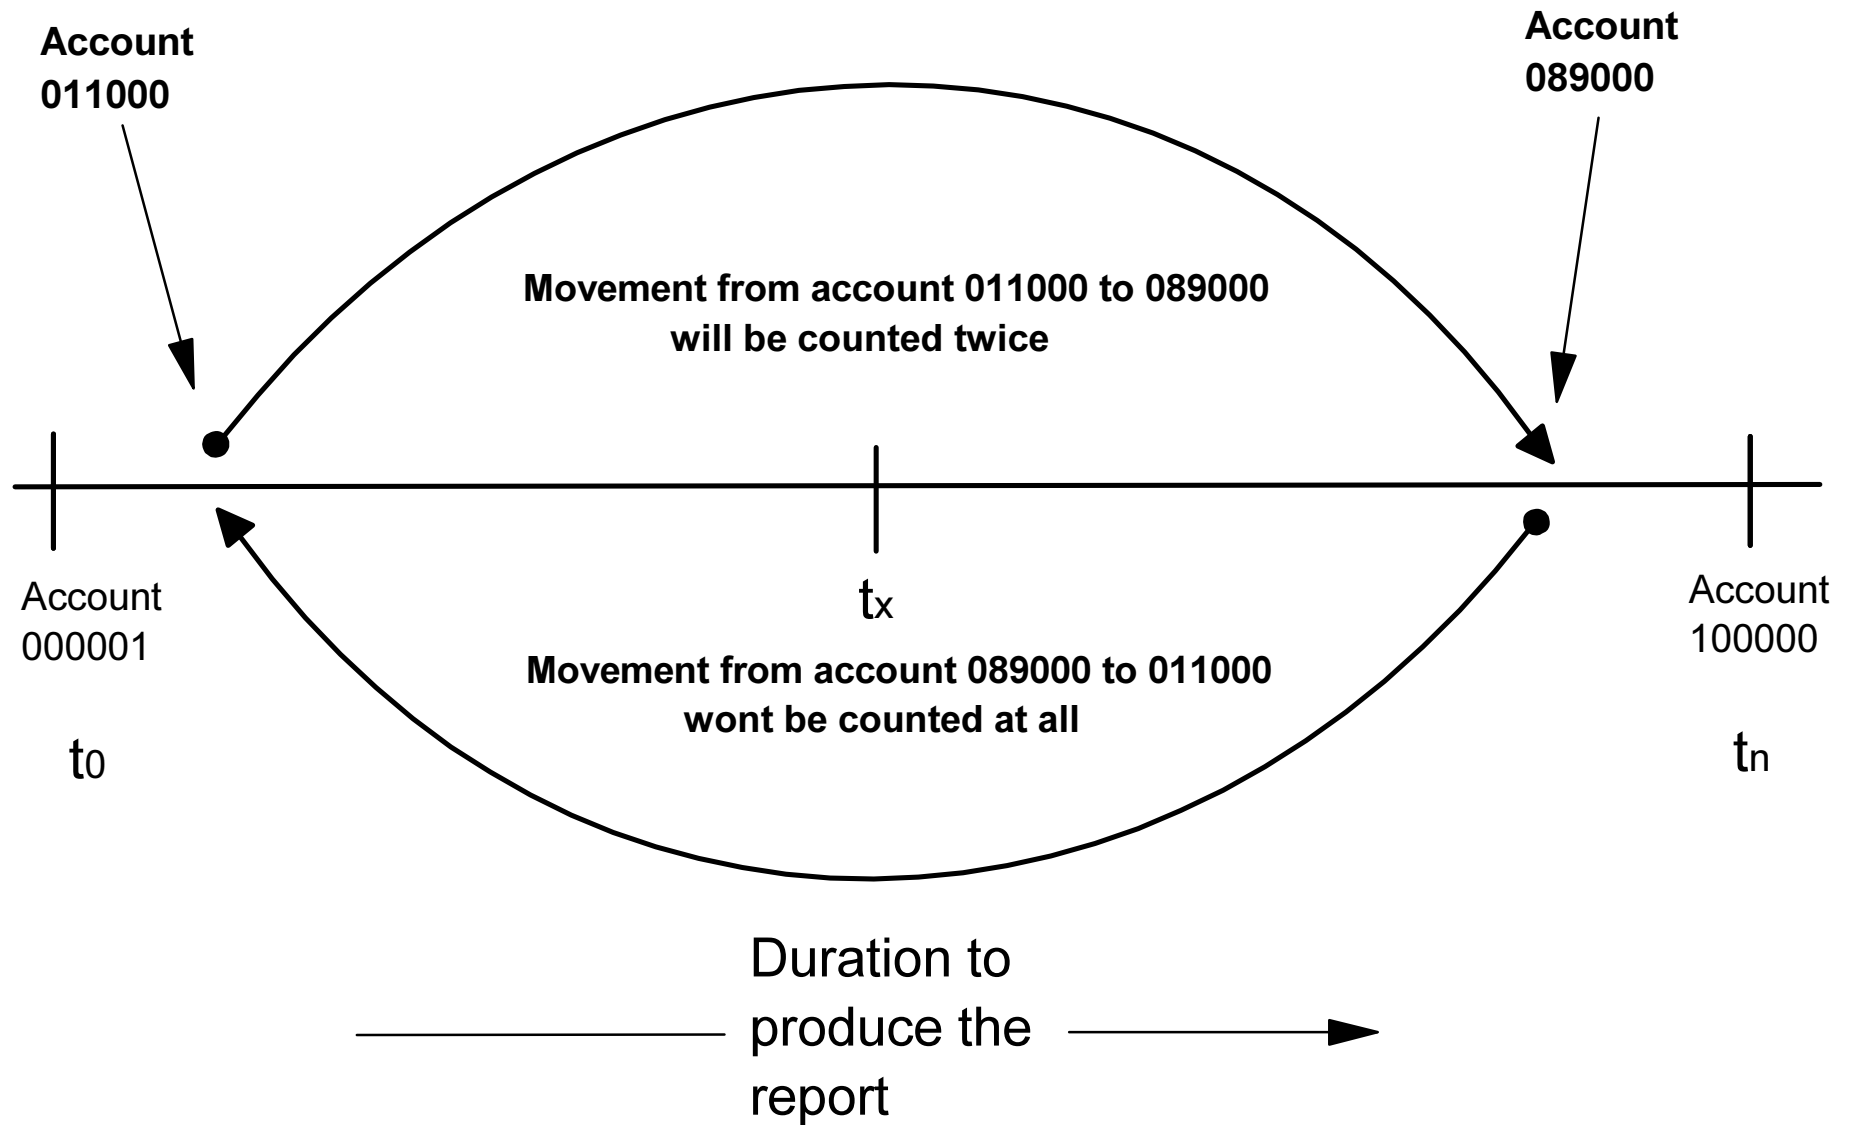 Account
011000
Account
089000
Movement from account 011000 to 089000
will be counted twice
Account
000001
tx
Account
100000
Movement from account 089000 to 011000
wont be counted at all
t0
tn
Duration to
produce the
report